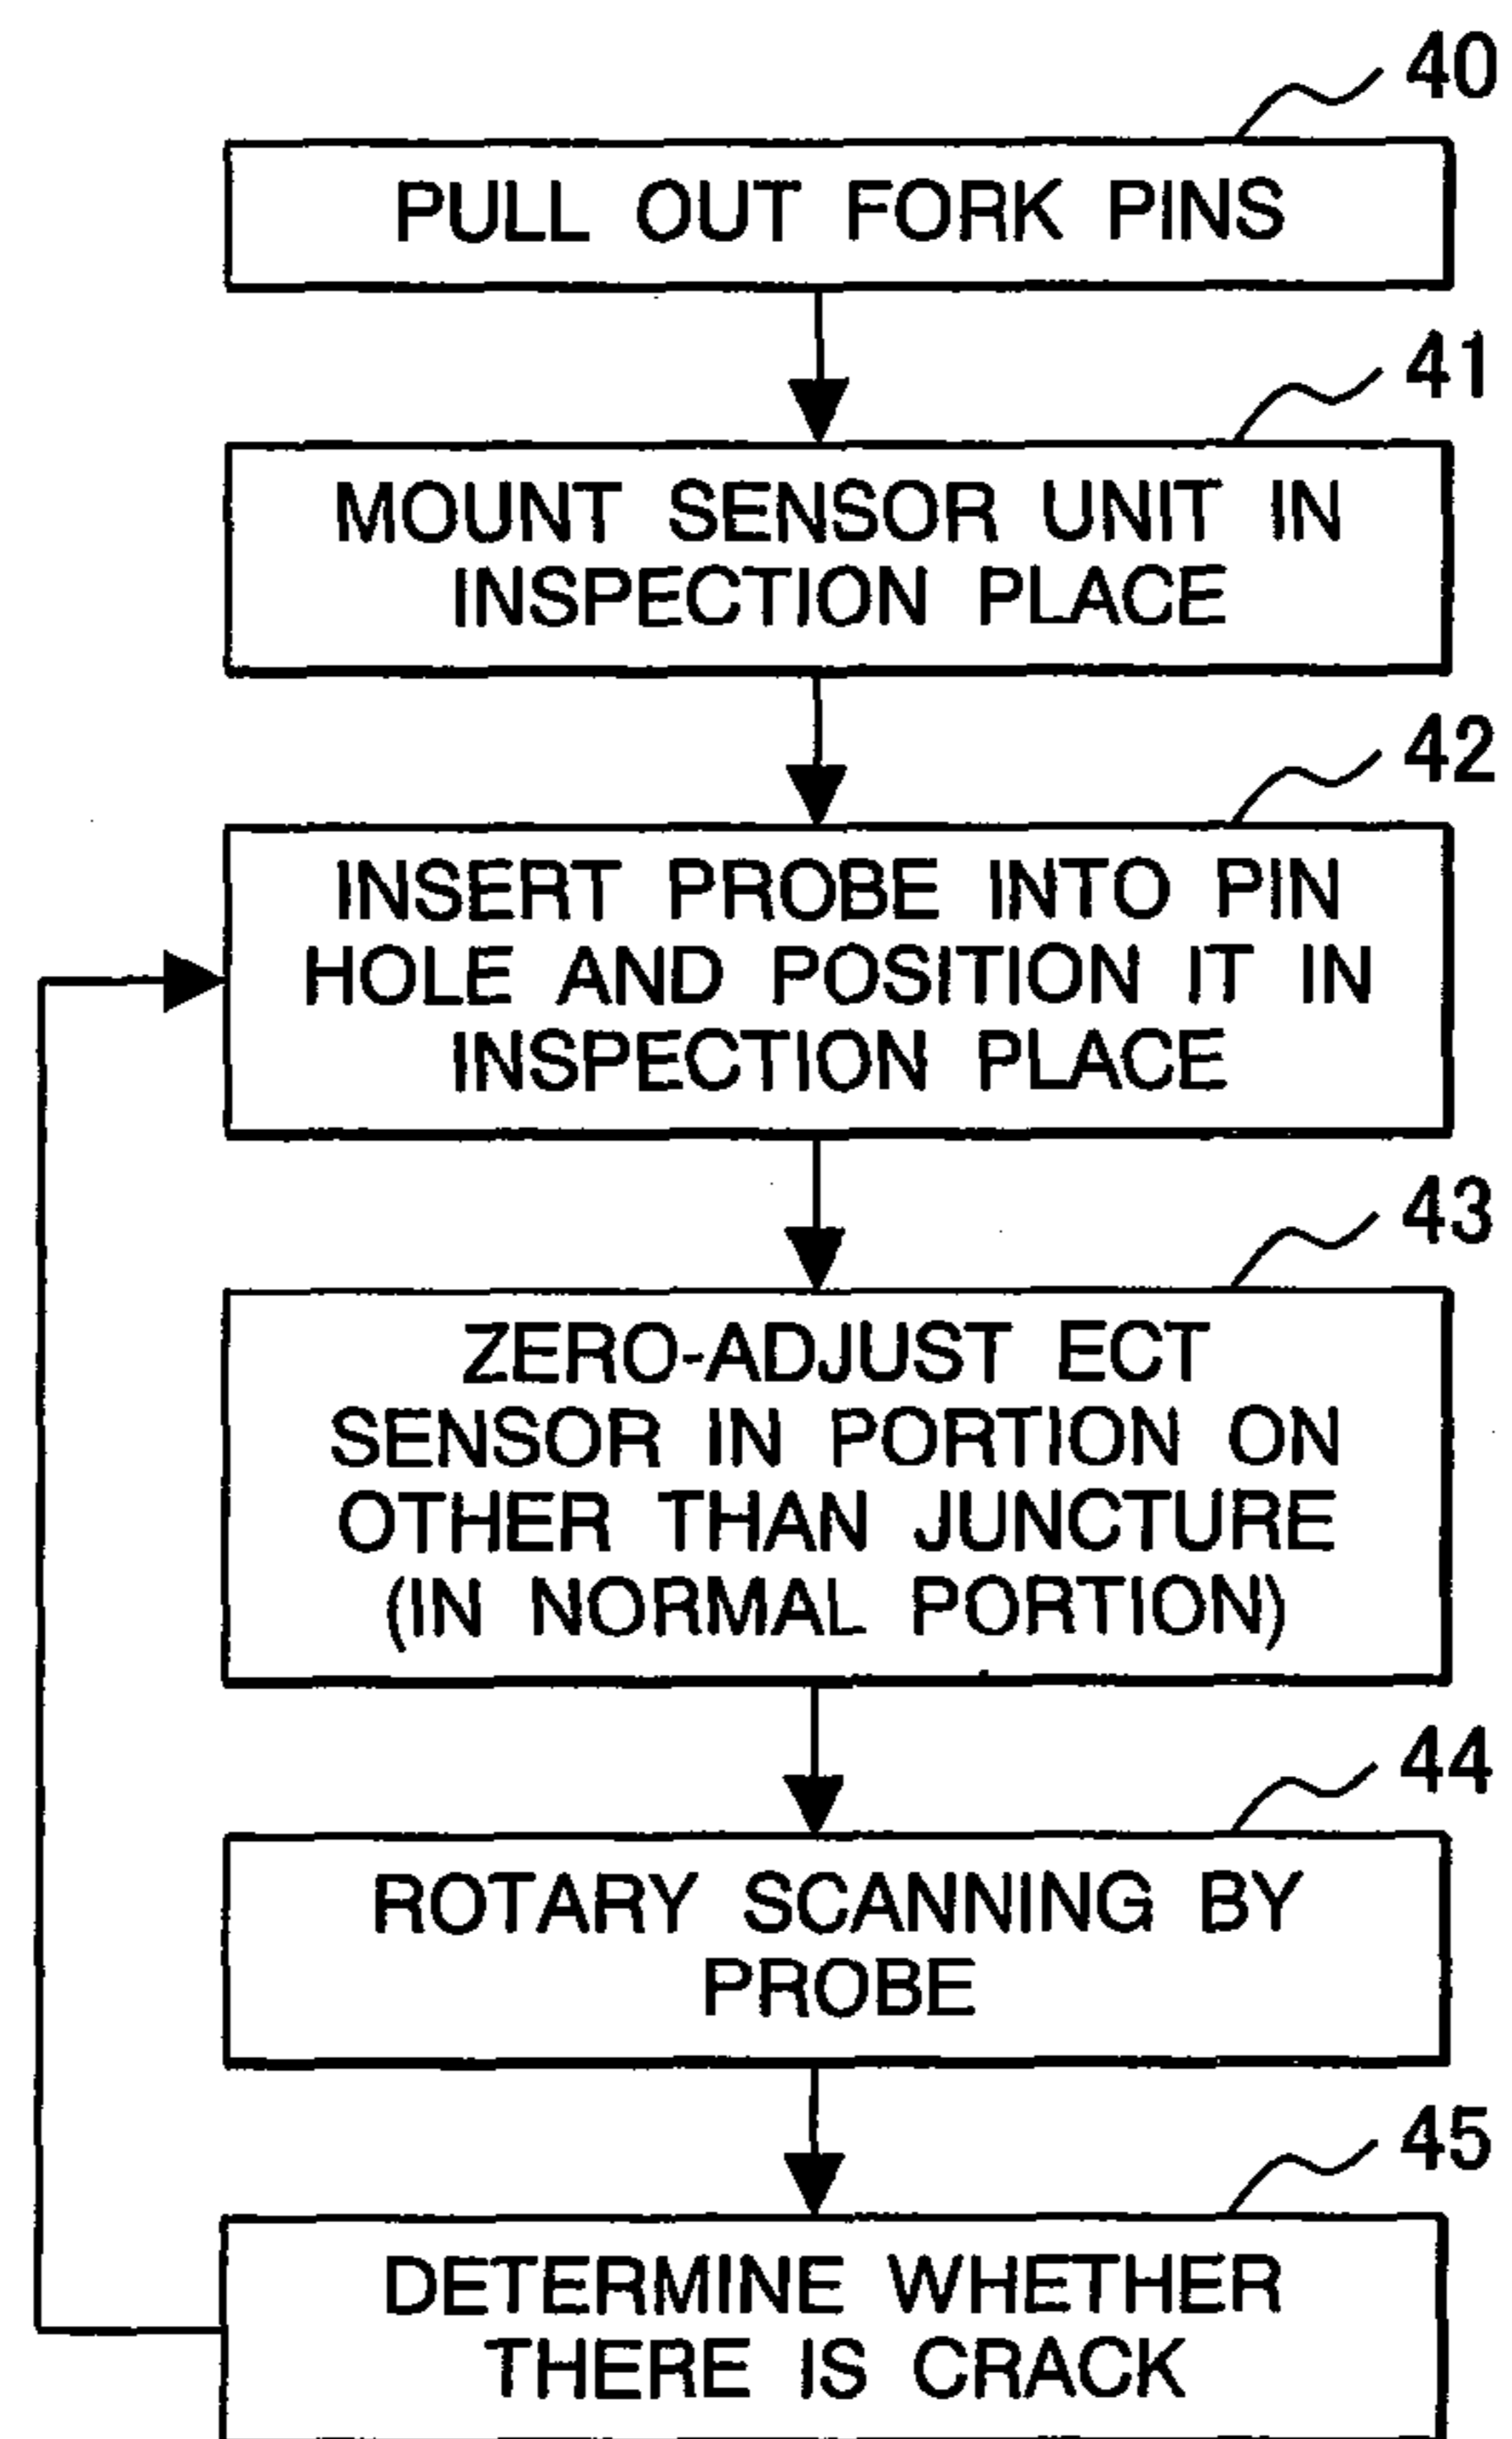 40
PULL OUT FORK PINS
41
MOUNT SENSOR UNIT IN
INSPECTION PLACE
42
INSERT PROBE INTO PIN
HOLE AND POSITION IT IN
INSPECTION PLACE
43
ZERO-ADJUST ECT
SENSOR IN PORTION ON
OTHER THAN JUNCTURE
(IN NORMAL PORTION)
44
ROTARY SCANNING BY
PROBE
45
DETERMINE WHETHER
THERE IS CRACK